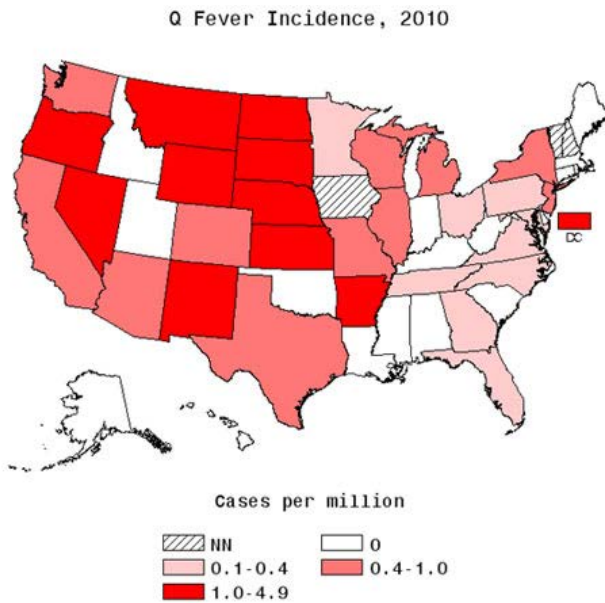 Q Fever Incidence, 2010
DC
Cases per million
NN
0
0.1-0.4
0.4-1.0
1.0-4.9